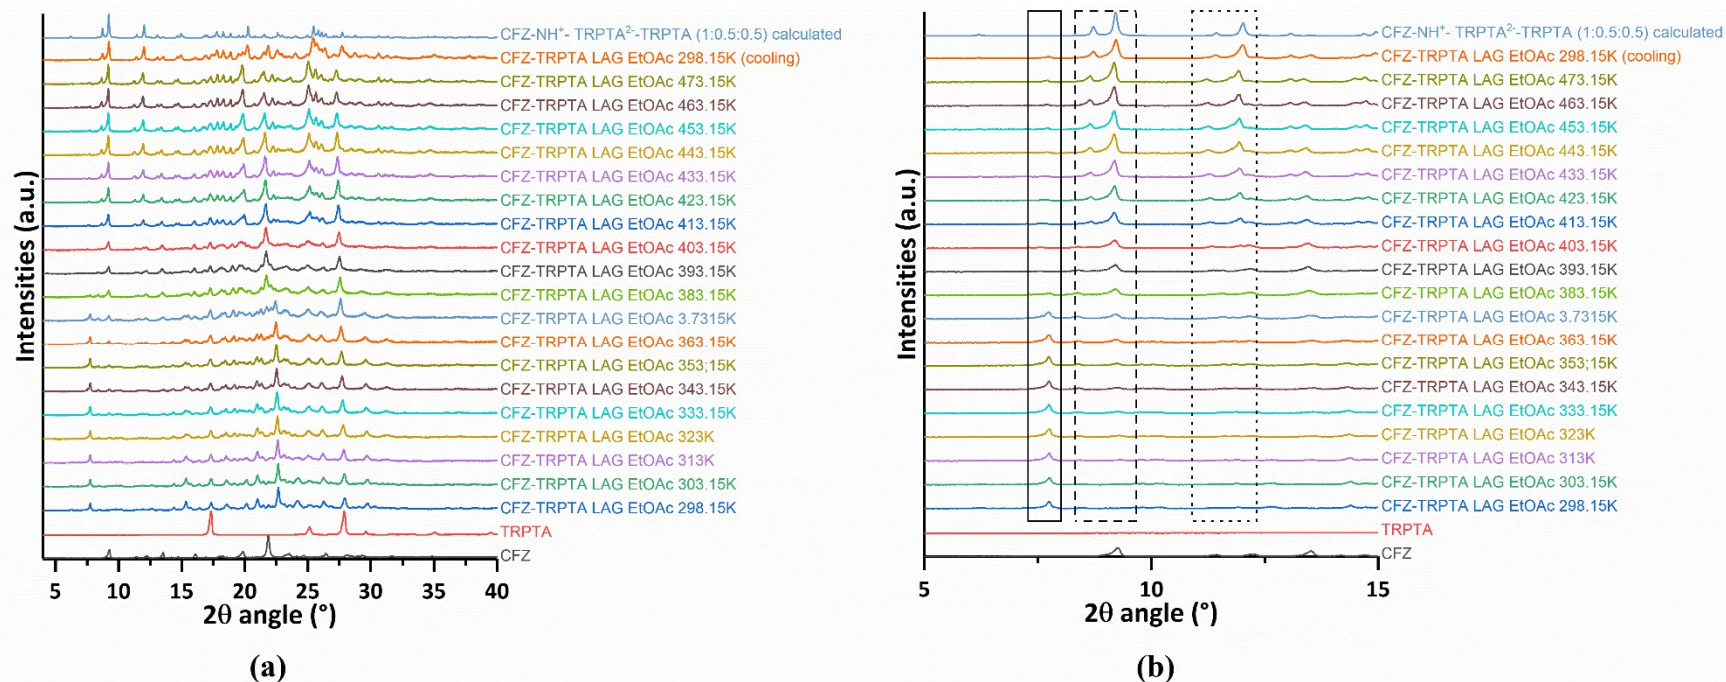 Intensities (a.u.)
CFZ-NH⁺- TRPTA²⁻-TRPTA (1:0.5:0.5) calculated
CFZ-TRPTA LAG EtOAc 298.15K (cooling)
CFZ-TRPTA LAG EtOAc 473.15K
CFZ-TRPTA LAG EtOAc 463.15K
CFZ-TRPTA LAG EtOAc 453.15K
CFZ-TRPTA LAG EtOAc 443.15K
CFZ-TRPTA LAG EtOAc 433.15K
CFZ-TRPTA LAG EtOAc 423.15K
CFZ-TRPTA LAG EtOAc 413.15K
CFZ-TRPTA LAG EtOAc 403.15K
CFZ-TRPTA LAG EtOAc 393.15K
CFZ-TRPTA LAG EtOAc 383.15K
CFZ-TRPTA LAG EtOAc 3.7315K
CFZ-TRPTA LAG EtOAc 363.15K
CFZ-TRPTA LAG EtOAc 353;15K
CFZ-TRPTA LAG EtOAc 343.15K
CFZ-TRPTA LAG EtOAc 333.15K
CFZ-TRPTA LAG EtOAc 323K
CFZ-TRPTA LAG EtOAc 313K
CFZ-TRPTA LAG EtOAc 303.15K
CFZ-TRPTA LAG EtOAc 298.15K
TRPTA
CFZ
5 10 15 20 25 30 35 40
2θ angle (°)
(a)
Intensities (a.u.)
CFZ-NH⁺- TRPTA²⁻-TRPTA (1:0.5:0.5) calculated
CFZ-TRPTA LAG EtOAc 298.15K (cooling)
CFZ-TRPTA LAG EtOAc 473.15K
CFZ-TRPTA LAG EtOAc 463.15K
CFZ-TRPTA LAG EtOAc 453.15K
CFZ-TRPTA LAG EtOAc 443.15K
CFZ-TRPTA LAG EtOAc 433.15K
CFZ-TRPTA LAG EtOAc 423.15K
CFZ-TRPTA LAG EtOAc 413.15K
CFZ-TRPTA LAG EtOAc 403.15K
CFZ-TRPTA LAG EtOAc 393.15K
CFZ-TRPTA LAG EtOAc 383.15K
CFZ-TRPTA LAG EtOAc 3.7315K
CFZ-TRPTA LAG EtOAc 363.15K
CFZ-TRPTA LAG EtOAc 353;15K
CFZ-TRPTA LAG EtOAc 343.15K
CFZ-TRPTA LAG EtOAc 333.15K
CFZ-TRPTA LAG EtOAc 323K
CFZ-TRPTA LAG EtOAc 313K
CFZ-TRPTA LAG EtOAc 303.15K
CFZ-TRPTA LAG EtOAc 298.15K
TRPTA
CFZ
5 10 15
2θ angle (°)
(b)